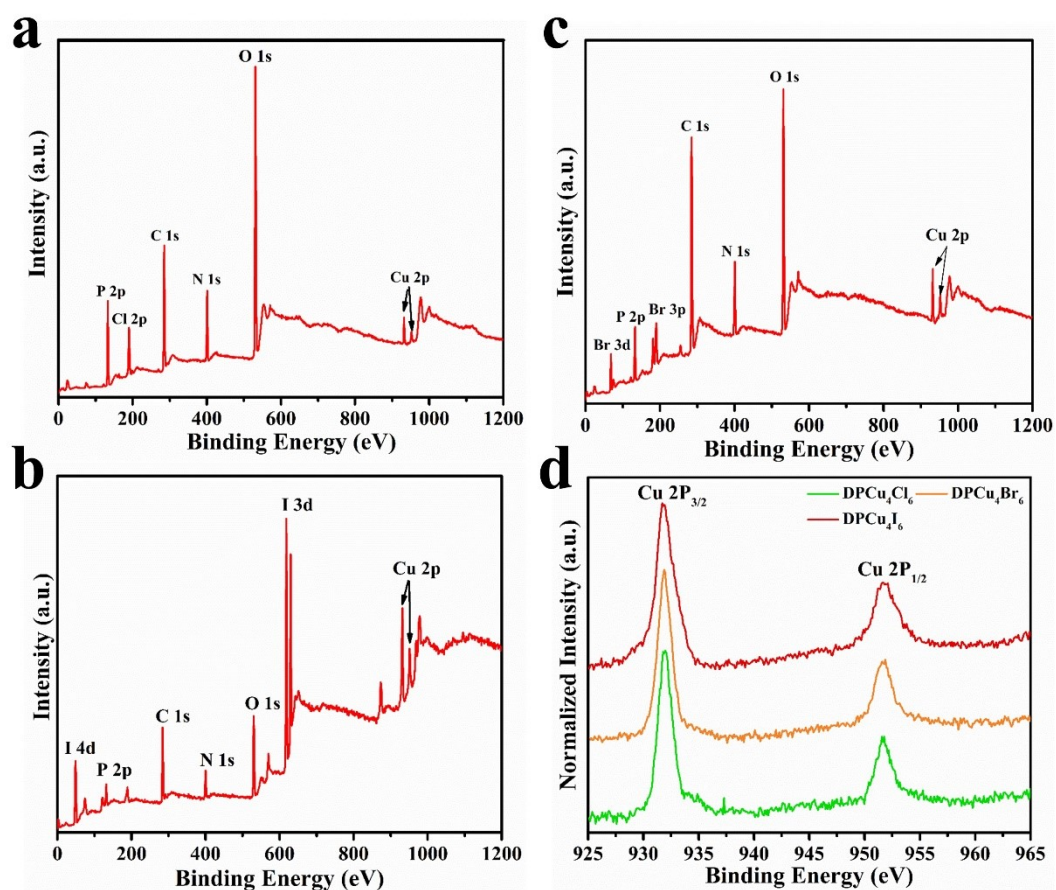 a
O 1s
C 1s
P 2p
Cl 2p
N 1s
Cu 2p
Intensity (a.u.)
0 200 400 600 800 1000 1200
Binding Energy (eV)
c
O 1s
C 1s
N 1s
Cu 2p
P 2p
Br 3p
Br 3d
Intensity (a.u.)
0 200 400 600 800 1000 1200
Binding Energy (eV)
b
I 3d
Cu 2p
C 1s
O 1s
I 4d
P 2p
N 1s
Intensity (a.u.)
0 200 400 600 800 1000 1200
Binding Energy (eV)
d
Cu 2P3/2
DPCu4Cl6 DPCu4Br6
DPCu4I6
Cu 2P1/2
Normalized Intensity (a.u.)
925 930 935 940 945 950 955 960 965
Binding Energy (eV)